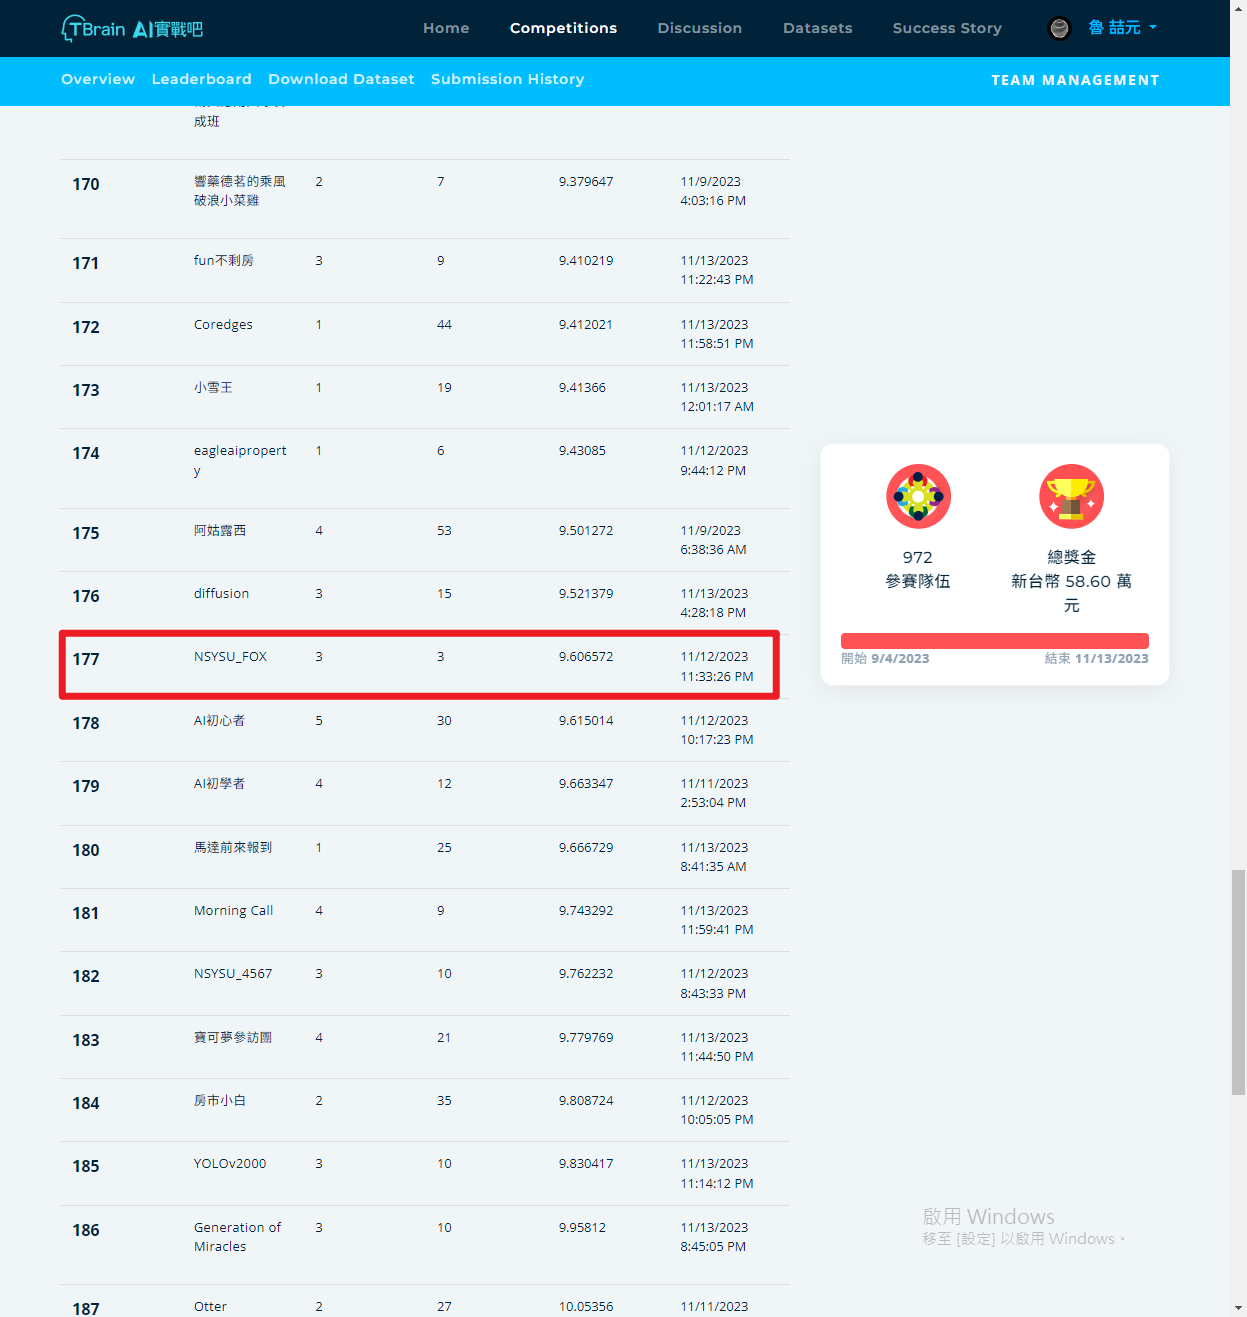 TBrain AI實戰吧
Home Competitions Discussion Datasets Success Story 魯 喆元
Overview Leaderboard Download Dataset Submission History TEAM MANAGEMENT
成班
170 響藥德茗的乘風 2 7 9.379647 11/9/2023
破浪小菜雞 4:03:16 PM
171 fun不剩房 3 9 9.410219 11/13/2023
11:22:43 PM
172 Coredges 1 44 9.412021 11/13/2023
11:58:51 PM
173 小雪王 1 19 9.41366 11/13/2023
12:01:17 AM
174 eagleaipropert 1 6 9.43085 11/12/2023
y 9:44:12 PM
175 阿姑露西 4 53 9.501272 11/9/2023
6:38:36 AM
176 diffusion 3 15 9.521379 11/13/2023
4:28:18 PM
177 NSYSU_FOX 3 3 9.606572 11/12/2023
11:33:26 PM
178 AI初心者 5 30 9.615014 11/12/2023
10:17:23 PM
179 AI初學者 4 12 9.663347 11/11/2023
2:53:04 PM
180 馬達前來報到 1 25 9.666729 11/13/2023
8:41:35 AM
181 Morning Call 4 9 9.743292 11/13/2023
11:59:41 PM
182 NSYSU_4567 3 10 9.762232 11/12/2023
8:43:33 PM
183 寶可夢參訪團 4 21 9.779769 11/13/2023
11:44:50 PM
184 房市小白 2 35 9.808724 11/12/2023
10:05:05 PM
185 YOLOv2000 3 10 9.830417 11/13/2023
11:14:12 PM
186 Generation of 3 10 9.95812 11/13/2023
Miracles 8:45:05 PM
187 Otter 2 27 10.05356 11/11/2023
972
參賽隊伍
總獎金
新台幣 58.60 萬
元
開始 9/4/2023 結束 11/13/2023
啟用 Windows
移至 [設定] 以啟用 Windows。